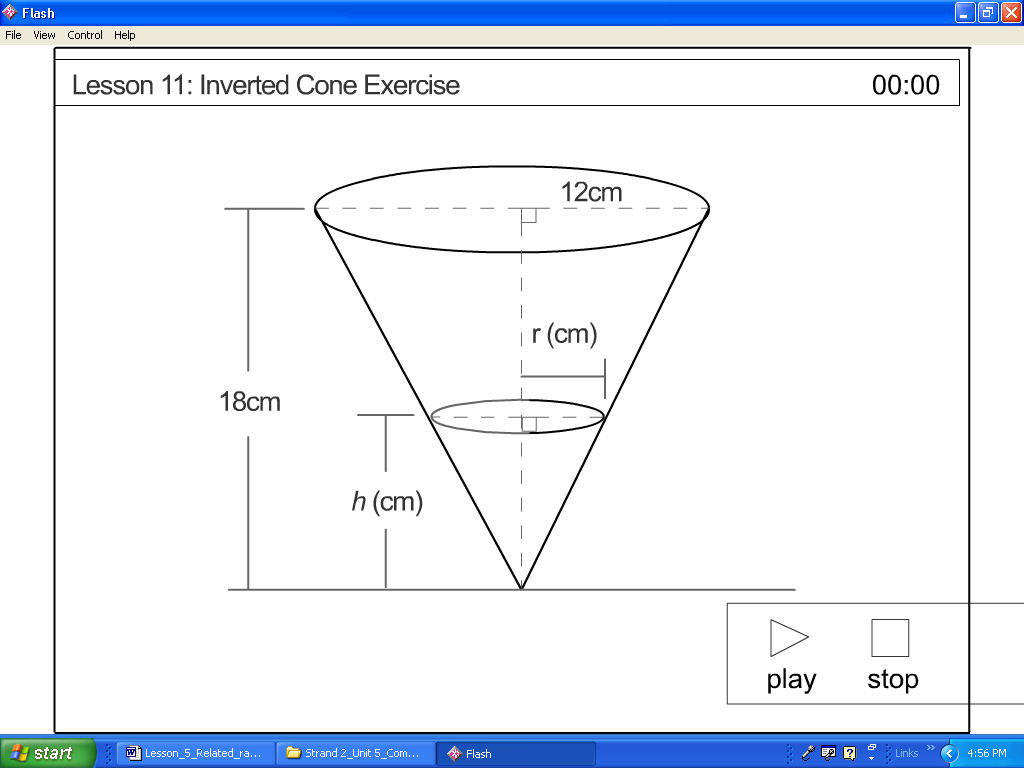 Flash
File View Control Help
Lesson 11: Inverted Cone Exercise 00:00
12cm
r (cm)
18cm
h (cm)
play stop
start Lesson_5_Related_ra... Strand 2_Unit 5_Com... Flash Links 4:56 PM